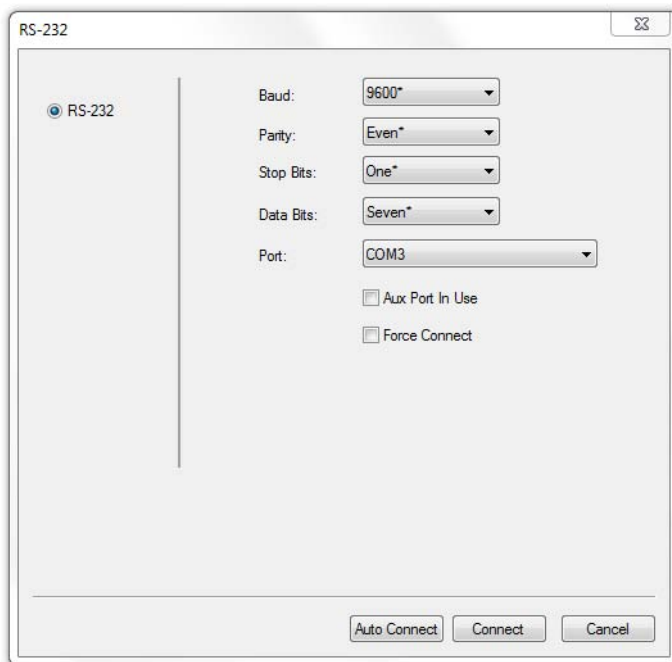 RS-232
RS-232
Baud: 9600*
Parity: Even*
Stop Bits: One*
Data Bits: Seven*
Port: COM3
Aux Port In Use
Force Connect
Auto Connect Connect Cancel